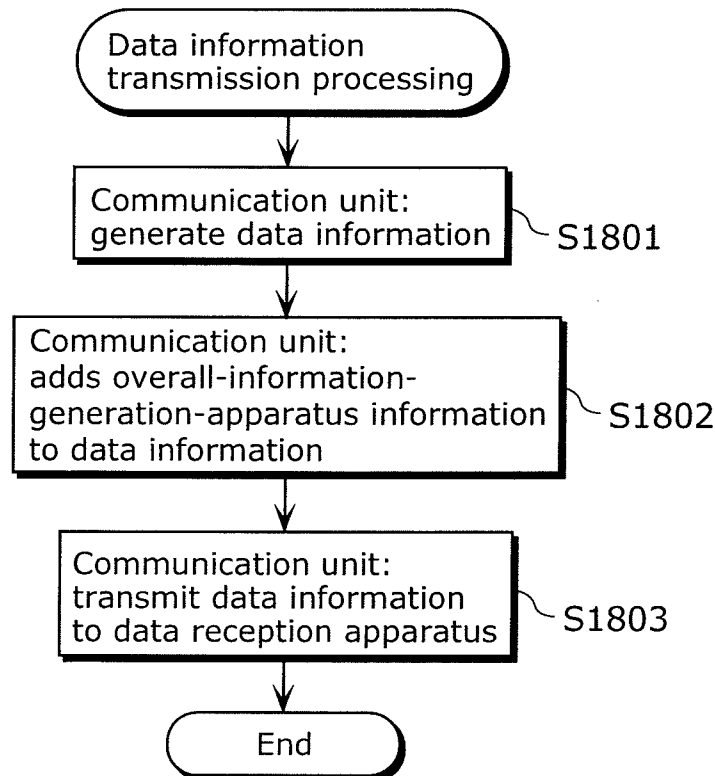 Data information
transmission processing
Communication unit:
generate data information
S1801
Communication unit:
adds overall-information-
generation-apparatus information
to data information
S1802
Communication unit:
transmit data information
to data reception apparatus
S1803
End